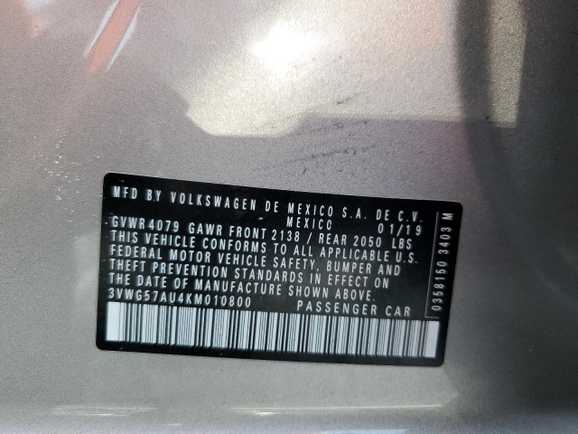 MFD BY VOLKSWAGEN DE MEXICO S.A. DE C.V.
MEXICO 01/19
GVWR 4079 GAWR FRONT 2138 / REAR 2050 LBS
THIS VEHICLE CONFORMS TO ALL APPLICABLE
FEDERAL MOTOR VEHICLE SAFETY, BUMPER AND
THEFT PREVENTION STANDARDS IN EFFECT ON
THE DATE OF MANUFACTURE SHOWN ABOVE.
3VWG57AU4KM010800 PASSENGER CAR
0358150 3403 M